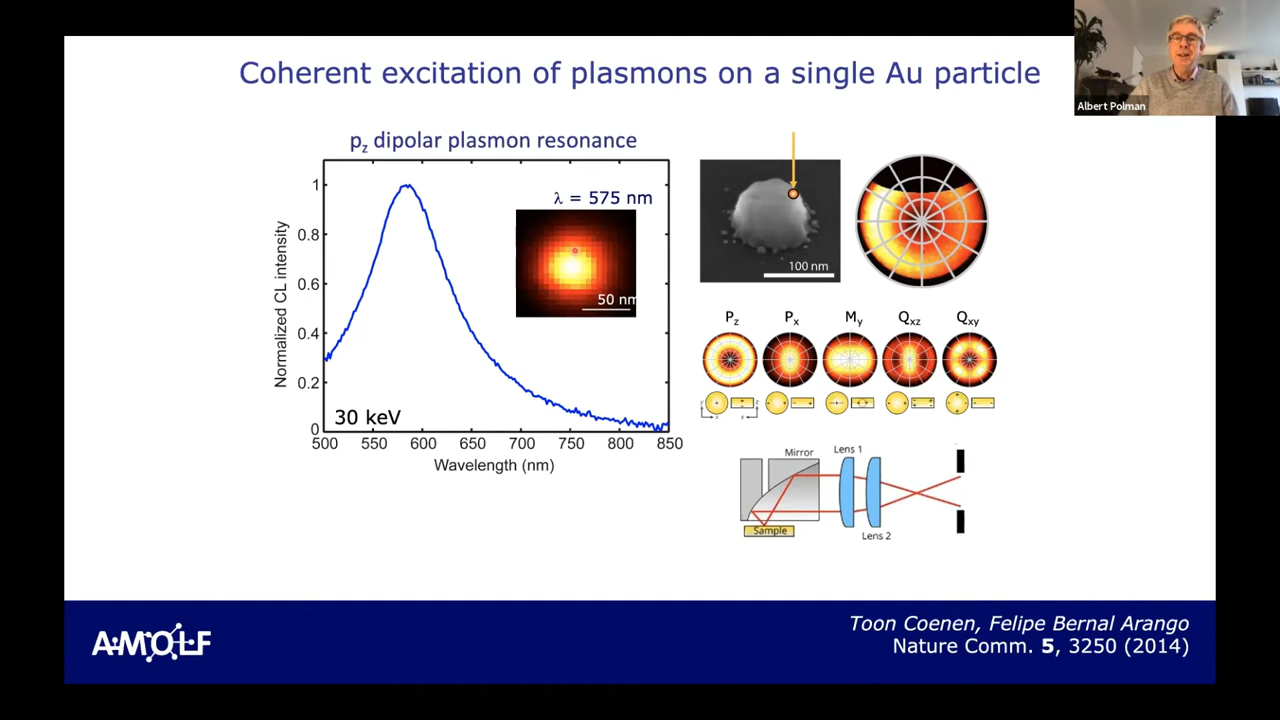 Coherent excitation of plasmons on a single Au particle
Albert Polman
pz dipolar plasmon resonance
λ = 575 nm
50 nm
30 keV
Normalized CL intensity
1
0.8
0.6
0.4
0.2
0
500 550 600 650 700 750 800 850
Wavelength (nm)
100 nm
Pz Px My Qxz Qxy
Mirror
Lens 1
Sample
Lens 2
AMOLF
Toon Coenen, Felipe Bernal Arango
Nature Comm. 5, 3250 (2014)